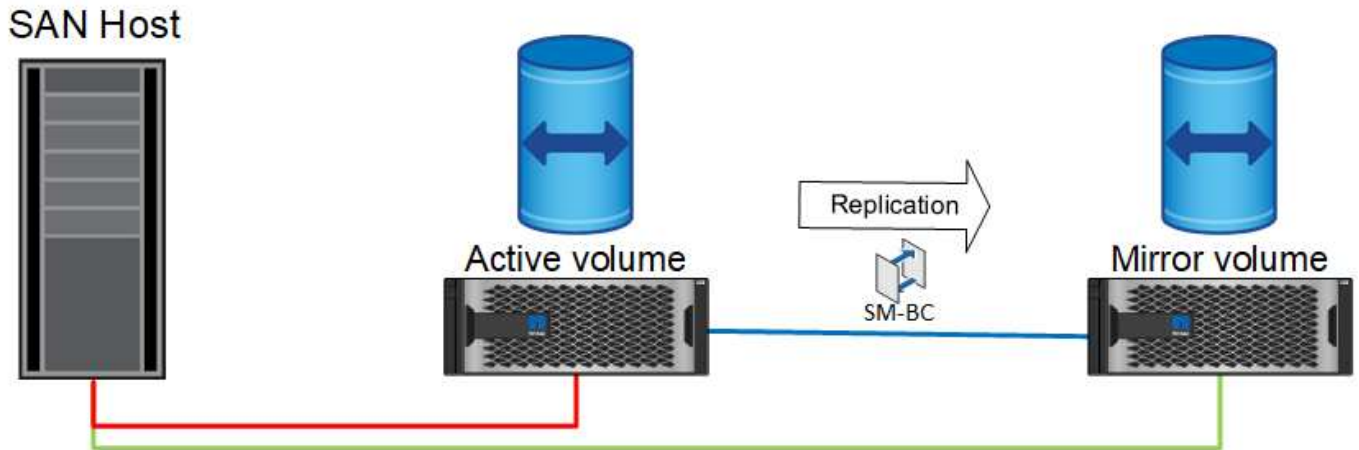 SAN Host
Replication
Active volume
Mirror volume
SM-BC